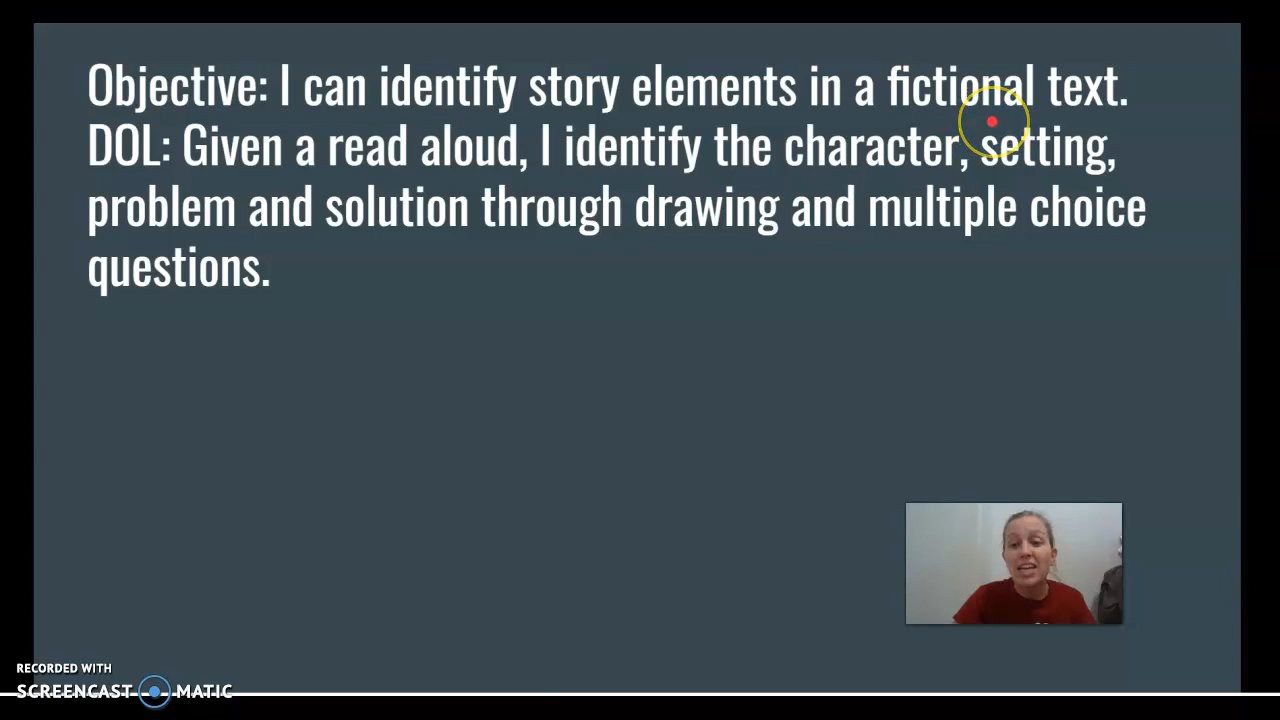 Objective: I can identify story elements in a fictional text.
DOL: Given a read aloud, I identify the character, setting,
problem and solution through drawing and multiple choice
questions.
RECORDED WITH
SCREENCAST MATIC